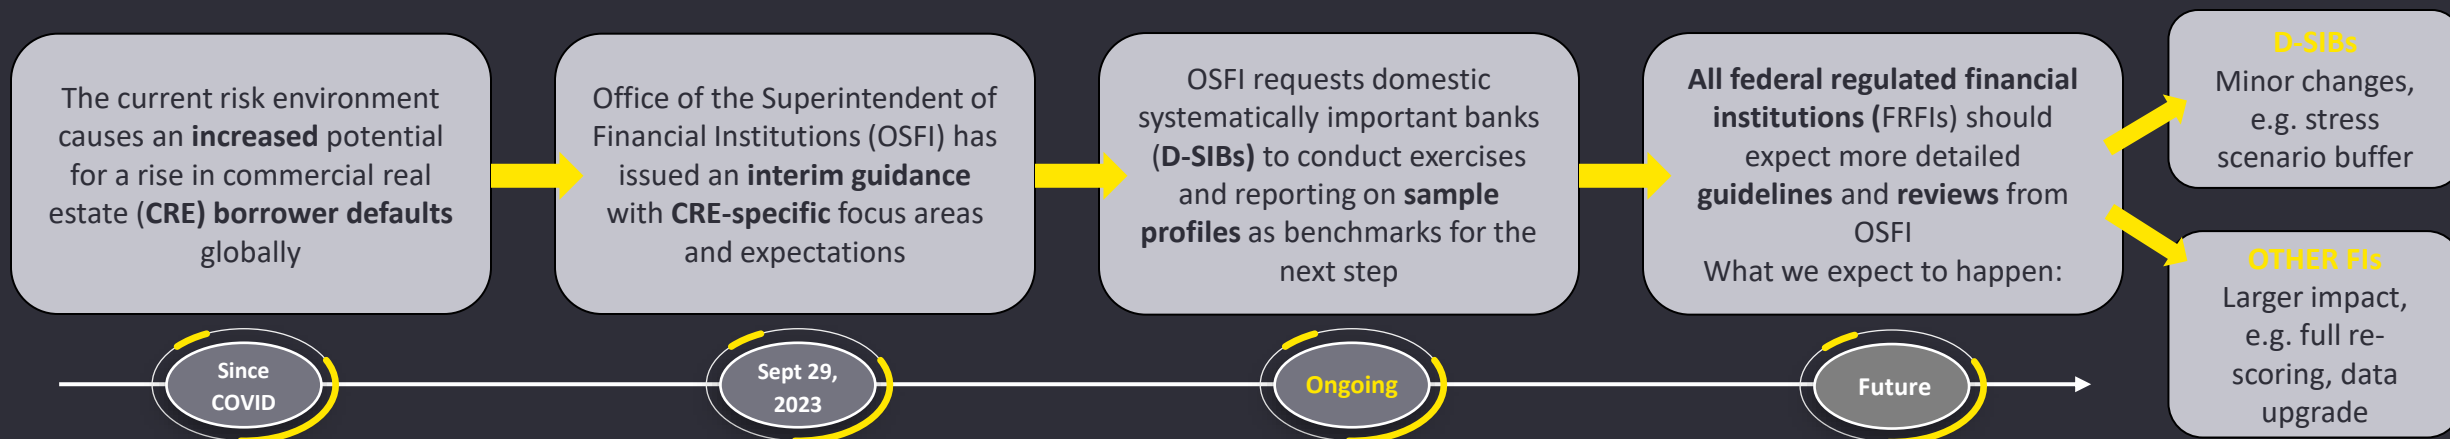 The current risk environment
causes an increased potential
for a rise in commercial real
estate (CRE) borrower defaults
globally
Office of the Superintendent of
Financial Institutions (OSFI) has
issued an interim guidance
with CRE-specific focus areas
and expectations
OSFI requests domestic
systematically important banks
(D-SIBs) to conduct exercises
and reporting on sample
profiles as benchmarks for the
next step
All federal regulated financial
institutions (FRFIs) should
expect more detailed
guidelines and reviews from
OSFI
What we expect to happen:
D-SIBs
Minor changes,
e.g. stress
scenario buffer
OTHER FIs
Larger impact,
e.g. full re-
scoring, data
upgrade
Since
COVID
Sept 29,
2023
Ongoing
Future